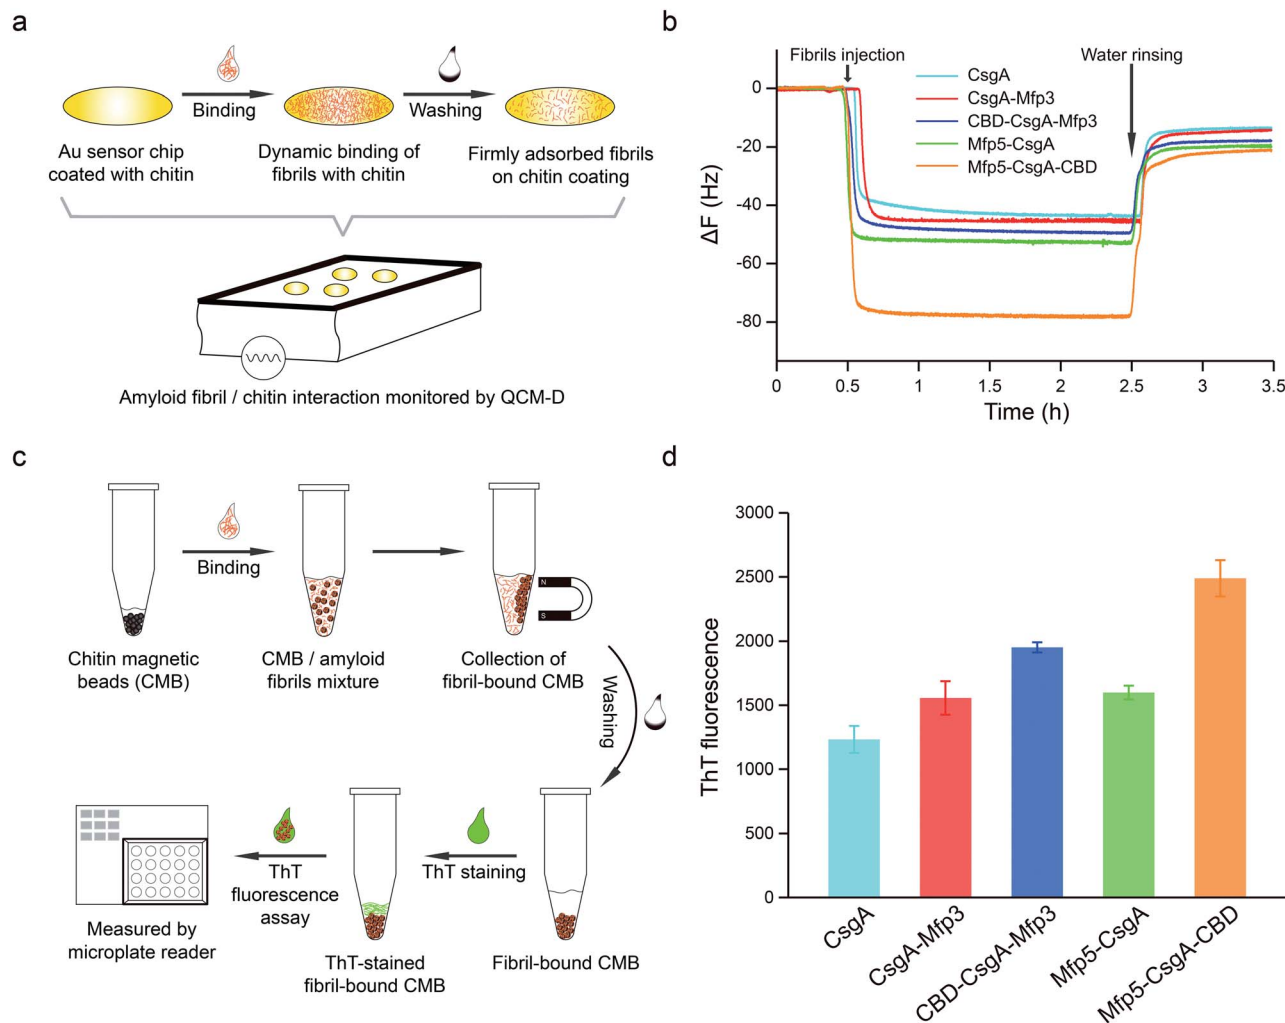 a
Binding
Washing
Au sensor chip
coated with chitin
Dynamic binding of
fibrils with chitin
Firmly adsorbed fibrils
on chitin coating
Amyloid fibril / chitin interaction monitored by QCM-D
b
Fibrils injection
Water rinsing
CsgA
CsgA-Mfp3
CBD-CsgA-Mfp3
Mfp5-CsgA
Mfp5-CsgA-CBD
0
-20
-40
-60
-80
ΔF (Hz)
0
0.5
1
1.5
2
2.5
3
3.5
Time (h)
c
Binding
N
S
Chitin magnetic
beads (CMB)
CMB / amyloid
fibrils mixture
Collection of
fibril-bound CMB
Washing
ThT staining
ThT
fluorescence
assay
Measured by
microplate reader
ThT-stained
fibril-bound CMB
Fibril-bound CMB
d
3000
2500
2000
1500
1000
500
0
ThT fluorescence
CsgA
CsgA-Mfp3
CBD-CsgA-Mfp3
Mfp5-CsgA
Mfp5-CsgA-CBD